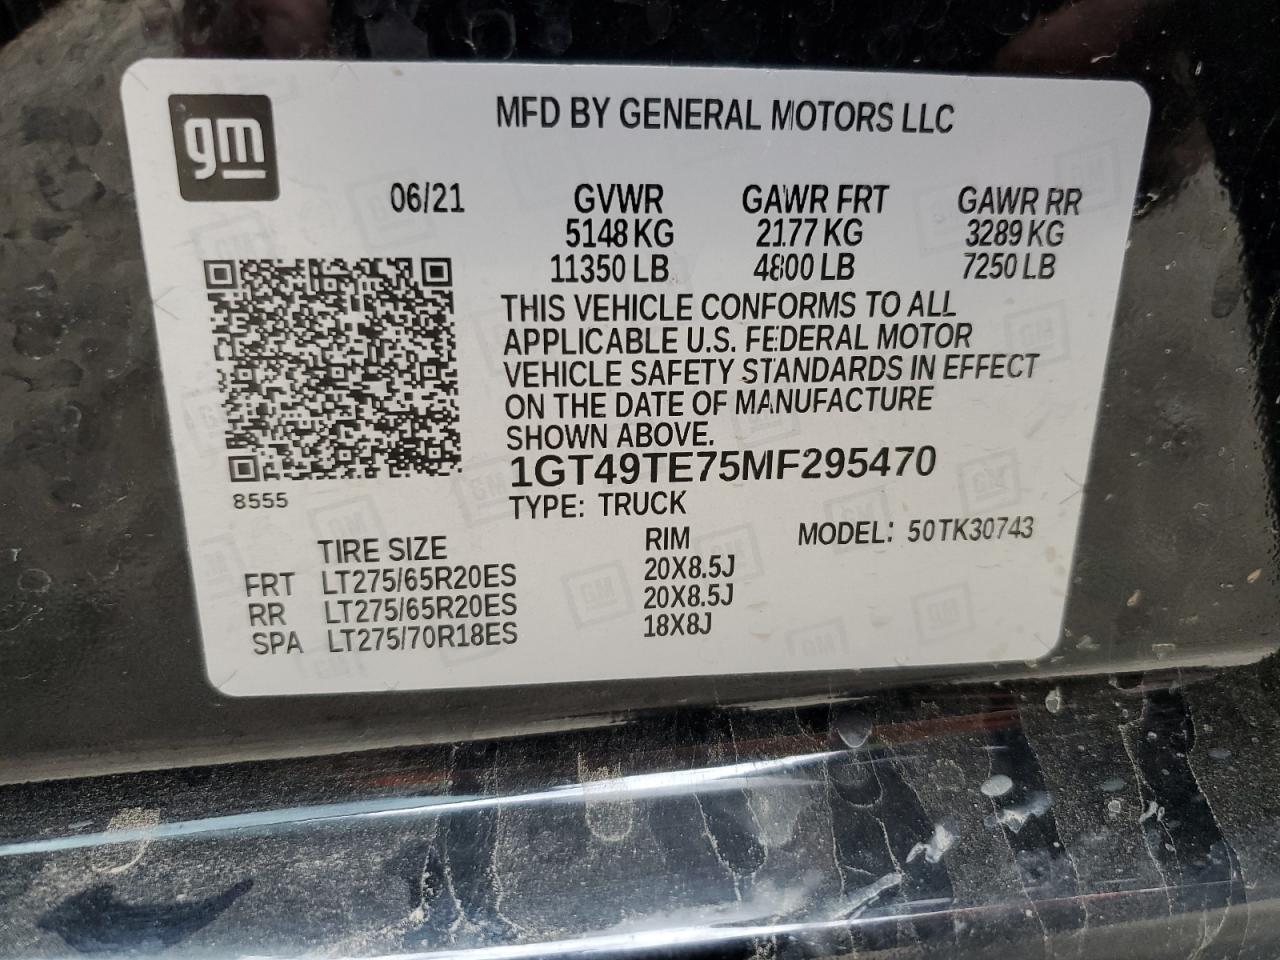 gm
MFD BY GENERAL MOTORS LLC
06/21 GVWR GAWR FRT GAWR RR
5148 KG 2177 KG 3289 KG
11350 LB 4800 LB 7250 LB
THIS VEHICLE CONFORMS TO ALL
APPLICABLE U.S. FEDERAL MOTOR
VEHICLE SAFETY STANDARDS IN EFFECT
ON THE DATE OF MANUFACTURE
SHOWN ABOVE.
1GT49TE75MF295470
8555
TYPE: TRUCK MODEL: 50TK30743
TIRE SIZE RIM
FRT LT275/65R20ES 20X8.5J
RR LT275/65R20ES 20X8.5J
SPA LT275/70R18ES 18X8J